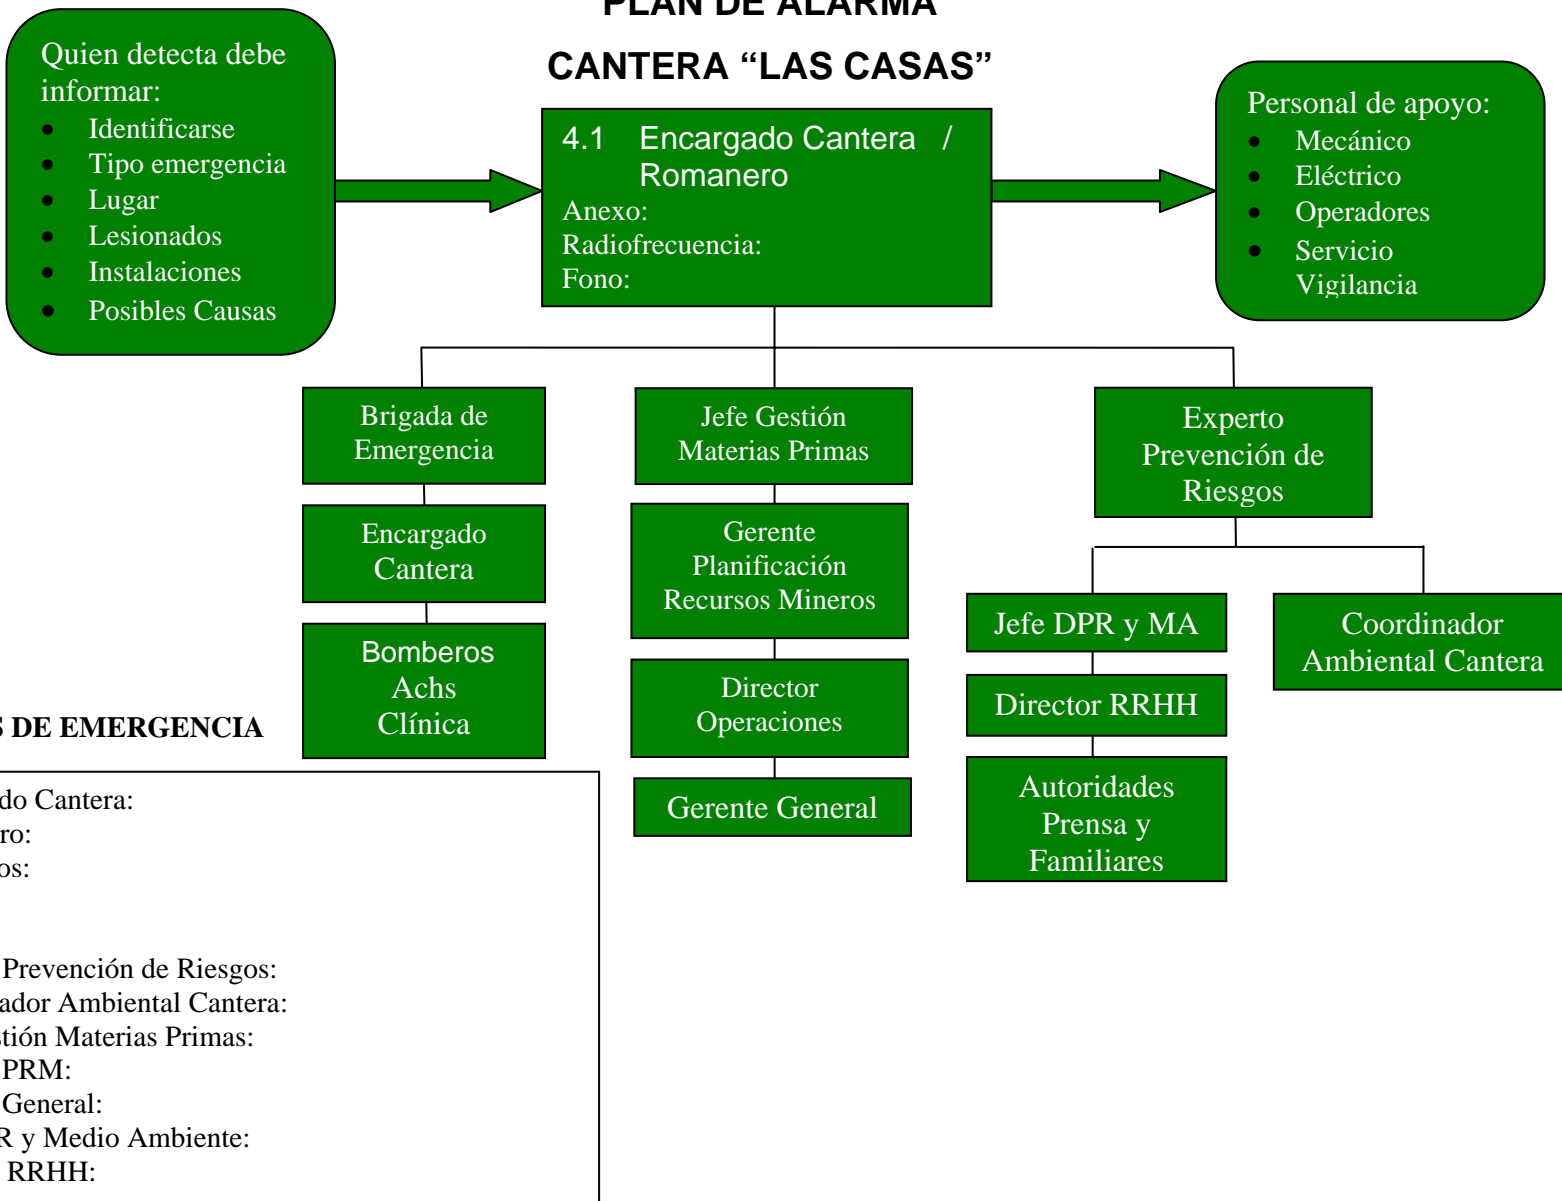 PLAN DE ALARMA
CANTERA “LAS CASAS”
Quien detecta debe
informar:
• Identificarse
• Tipo emergencia
• Lugar
• Lesionados
• Instalaciones
• Posibles Causas
4.1 Encargado Cantera /
Romanero
Anexo:
Radiofrecuencia:
Fono:
Personal de apoyo:
• Mecánico
• Eléctrico
• Operadores
• Servicio
Vigilancia
Brigada de
Emergencia
Encargado
Cantera
Bomberos
Achs
Clínica
Jefe Gestión
Materias Primas
Gerente
Planificación
Recursos Mineros
Director
Operaciones
Gerente General
Experto
Prevención de
Riesgos
Jefe DPR y MA
Director RRHH
Autoridades
Prensa y
Familiares
Coordinador
Ambiental Cantera
S DE EMERGENCIA
do Cantera:
ro:
os:
Prevención de Riesgos:
ador Ambiental Cantera:
stión Materias Primas:
PRM:
General:
R y Medio Ambiente:
RRHH: